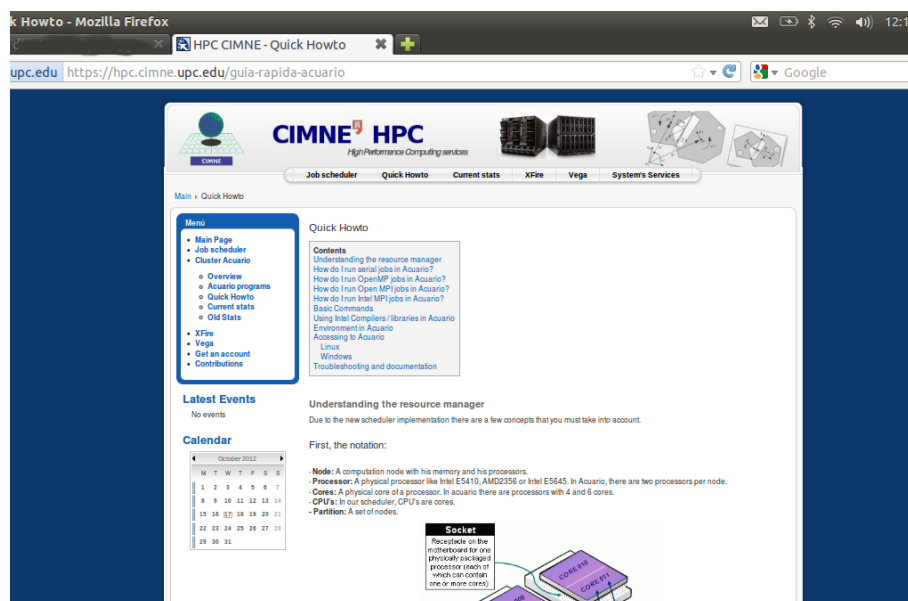 k Howto - Mozilla Firefox
12:1
HPC CIMNE - Quick Howto
upc.edu https://hpc.cimne.upc.edu/guia-rapida-acuario
Google
CIMNE
CIMNE R HPC
High Performance Computing services
Job scheduler Quick Howto Current stats XFire Vega System's Services
Main Quick Howto
Menú
Main Page
Job scheduler
Cluster Acuario
Overview
Acuario programs
Quick Howto
Current stats
Old Stats
XFire
Vega
Get an account
Contributions
Latest Events
No events
Calendar
October 2012
M T W T F S S
1 2 3 4 5 6 7
8 9 10 11 12 13 14
15 16 17 18 19 20 21
22 23 24 25 26 27 28
29 30 31
Quick Howto
Contents
Understanding the resource manager
How do I run serial jobs in Acuario?
How do I run OpenMP jobs in Acuario?
How do I run Open MPI jobs in Acuario?
How do I run Intel MPI jobs in Acuario?
Basic Commands
Using Intel Compilers / libraries in Acuario
Environment in Acuario
Accessing to Acuario
Linux
Windows
Troubleshooting and documentation
Understanding the resource manager
Due to the new scheduler implementation there are a few concepts that you must take into account.
First, the notation:
- Node: A computation node with his memory and his processors.
- Processor: A physical processor like Intel E5410, AMD2356 or Intel E5645. In Acuario, there are two processors per node.
- Cores: A physical core of a processor. In acuario there are processors with 4 and 6 cores.
- CPU's: In our scheduler, CPU's are cores.
- Partition: A set of nodes.
Socket
Receptacle on the
motherboard for one
physically packaged
processor (each of
which can contain
one or more cores).
CORE 010
CORE 011